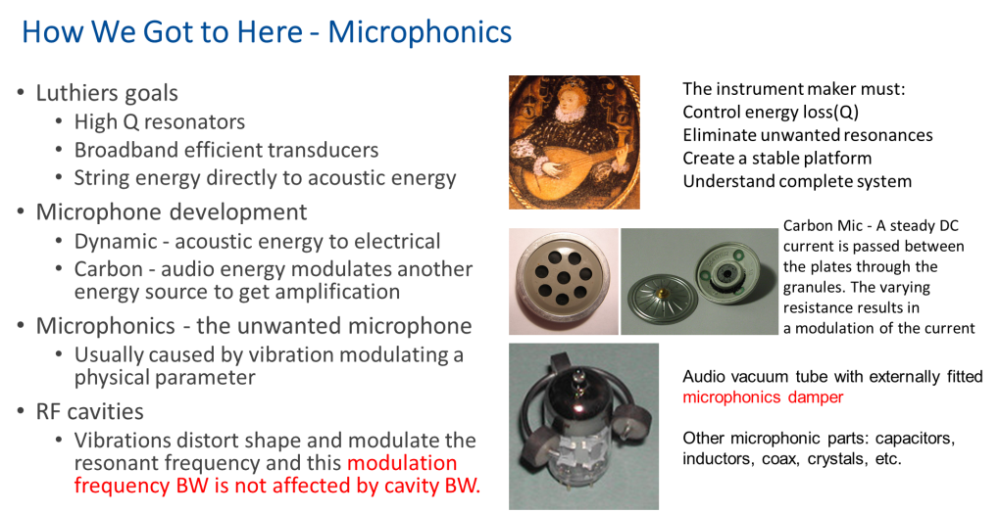 How We Got to Here - Microphonics
• Luthiers goals
• High Q resonators
• Broadband efficient transducers
• String energy directly to acoustic energy
• Microphone development
• Dynamic - acoustic energy to electrical
• Carbon - audio energy modulates another
energy source to get amplification
• Microphonics - the unwanted microphone
• Usually caused by vibration modulating a
physical parameter
• RF cavities
• Vibrations distort shape and modulate the
resonant frequency and this modulation
frequency BW is not affected by cavity BW.
The instrument maker must:
Control energy loss(Q)
Eliminate unwanted resonances
Create a stable platform
Understand complete system
Carbon Mic - A steady DC
current is passed between
the plates through the
granules. The varying
resistance results in
a modulation of the current
Audio vacuum tube with externally fitted
microphonics damper
Other microphonic parts: capacitors,
inductors, coax, crystals, etc.